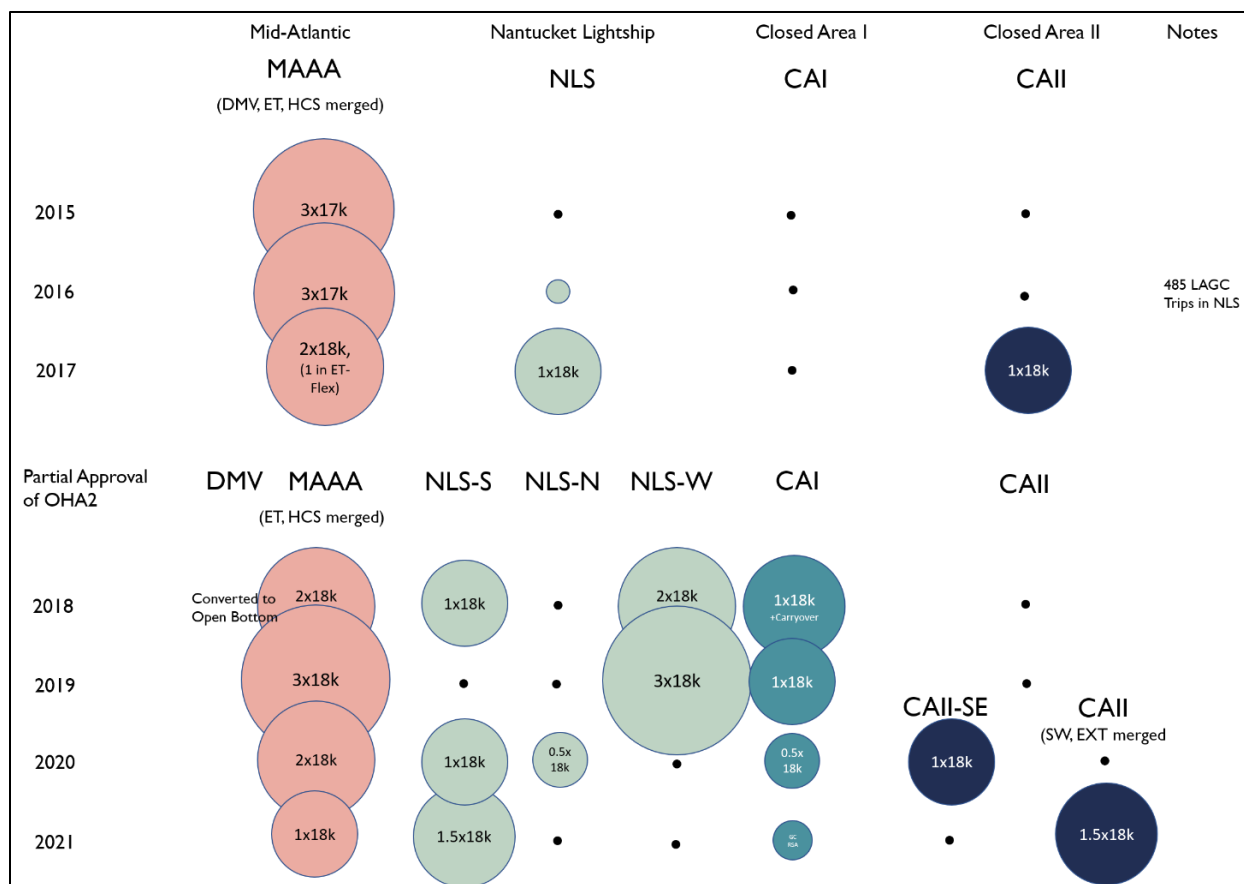 Mid-Atlantic Nantucket Lightship Closed Area I Closed Area II Notes
MAAA NLS CAI CAII
(DMV, ET, HCS merged)
2015 3x17k
2016 3x17k
485 LAGC
Trips in NLS
2017
2x18k,
(1 in ET-
Flex)
1x18k 1x18k
Partial Approval
of OHA2
DMV MAAA NLS-S NLS-N NLS-W CAI CAII
(ET, HCS merged)
2018
Converted to
Open Bottom
2x18k 1x18k 2x18k
1x18k
+Carryover
2019 3x18k 3x18k 1x18k
CAII-SE CAII
(SW, EXT merged
2020 2x18k 1x18k
0.5x
18k
0.5x
18k
1x18k
2021 1x18k 1.5x18k
RSA
1.5x18k